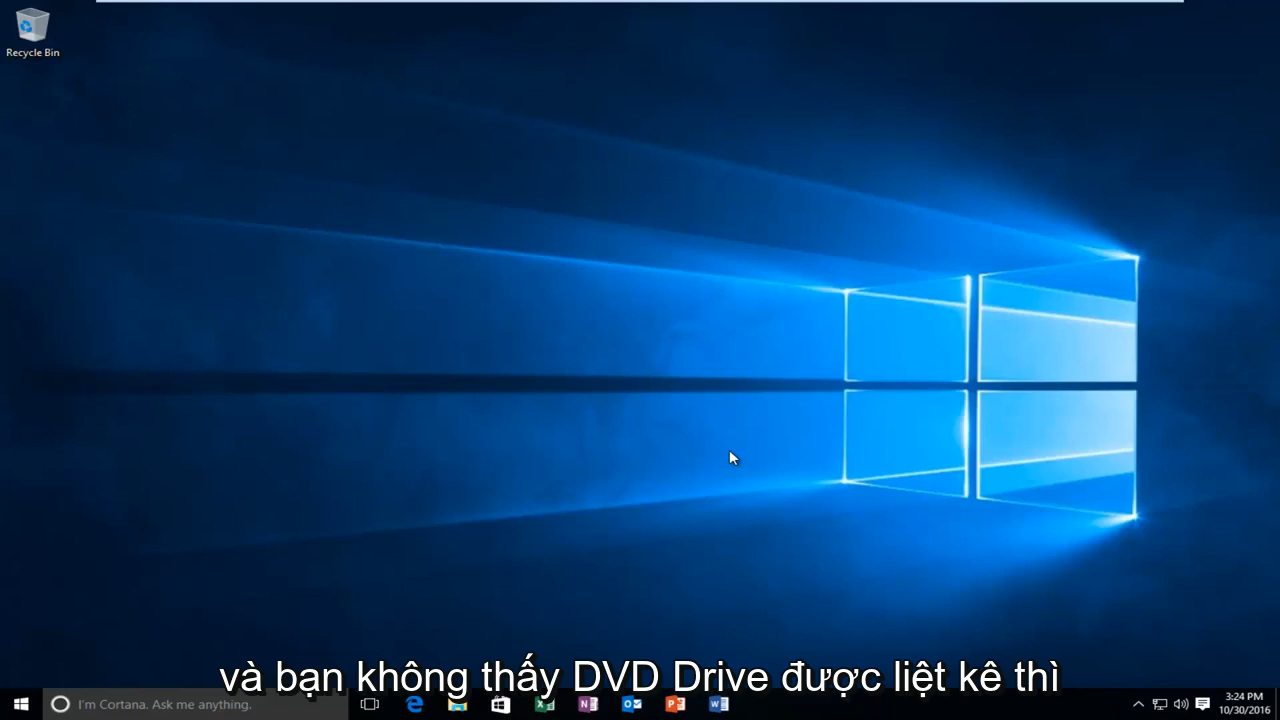 Recycle Bin
và bạn không thấy DVD Drive được liệt kê thì
I'm Cortana. Ask me anything.
3:24 PM
10/30/2016